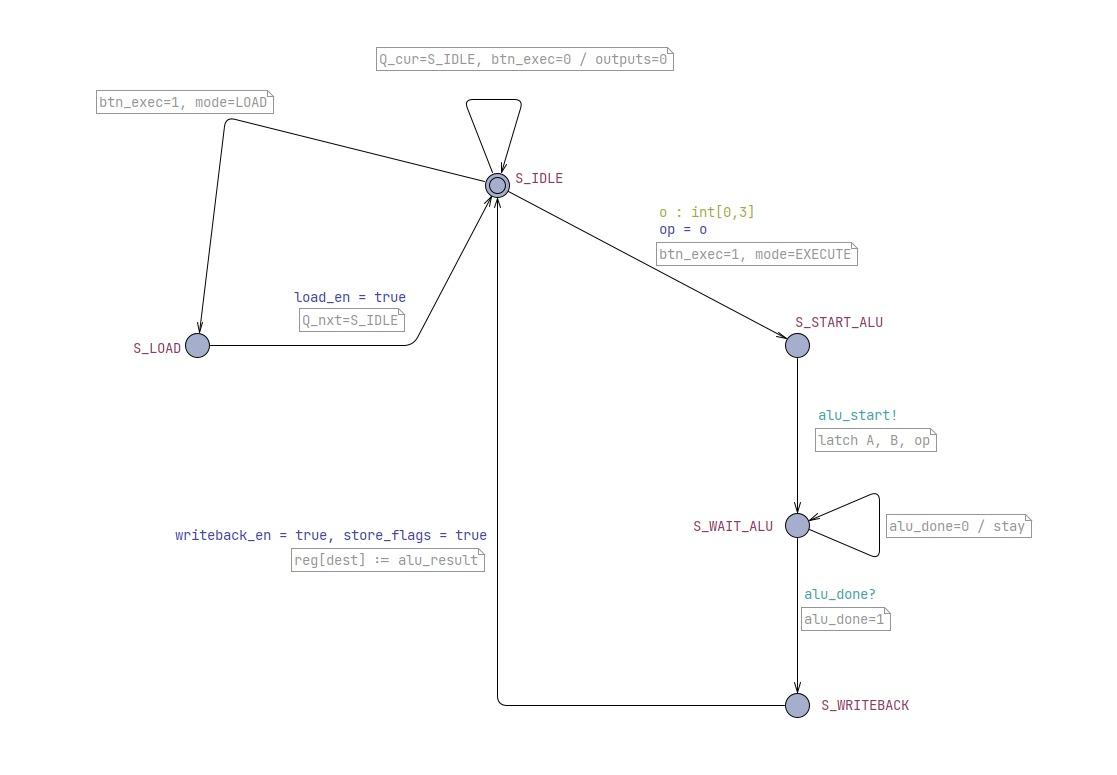 Q_cur=S_IDLE, btn_exec=0 / outputs=0
btn_exec=1, mode=LOAD
S_IDLE
o : int[0,3]
op = o
btn_exec=1, mode=EXECUTE
load_en = true
Q_nxt=S_IDLE
S_START_ALU
S_LOAD
alu_start!
latch A, B, op
S_WAIT_ALU
alu_done=0 / stay
writeback_en = true, store_flags = true
reg[dest] := alu_result
alu_done?
alu_done=1
S_WRITEBACK